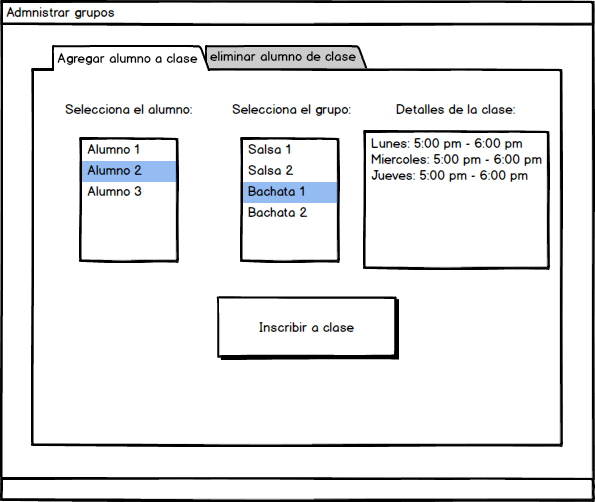 Admnistrar grupos
Agregar alumno a clase
eliminar alumno de clase
Selecciona el alumno:
Selecciona el grupo:
Detalles de la clase:
Alumno 1
Alumno 2
Alumno 3
Salsa 1
Salsa 2
Bachata 1
Bachata 2
Lunes: 5:00 pm - 6:00 pm
Miercoles: 5:00 pm - 6:00 pm
Jueves: 5:00 pm - 6:00 pm
Inscribir a clase